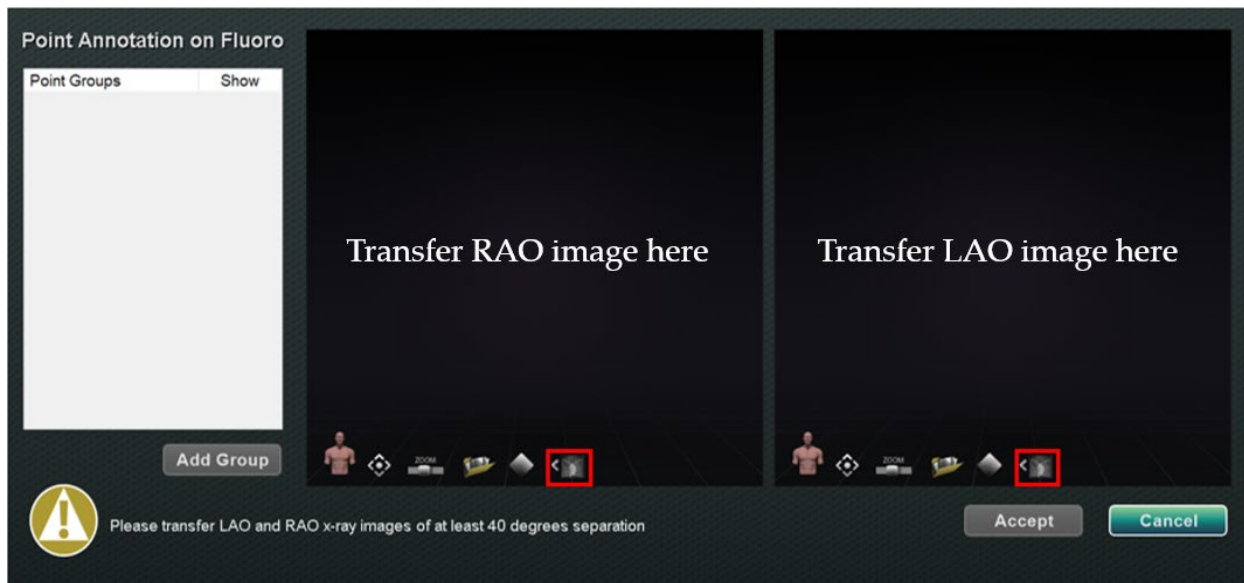 Point Annotation on Fluoro
Point Groups Show
Transfer RAO image here
Transfer LAO image here
ZOOM
ZOOM
Add Group
Please transfer LAO and RAO x-ray images of at least 40 degrees separation
Accept
Cancel